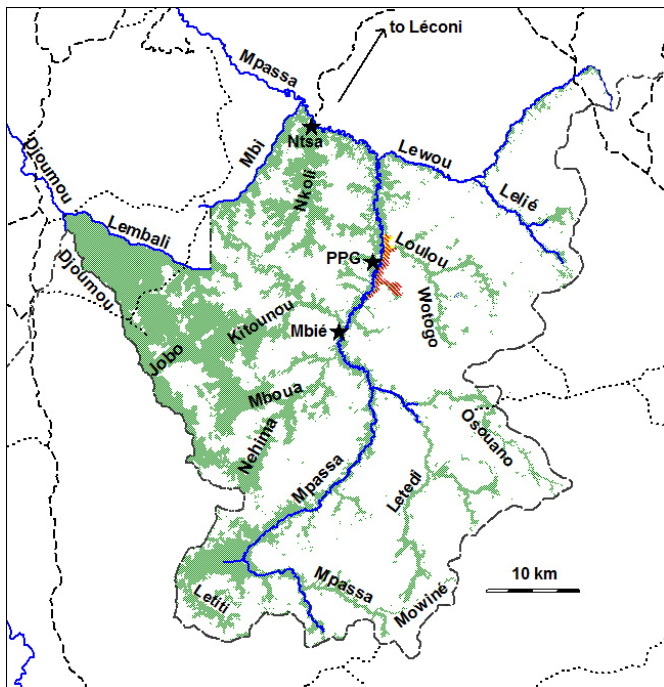 to Léconi
Mpassa
Ntsa
Mbi
Lewou
Djoumou
Nkoli
Lelié
Lembali
Loulou
PPG
Djoumou
Wotogo
Kitounou
Mbié
Jobo
Mboua
Osouano
Nehima
Mpassa
Letedi
Mpassa
10 km
Letiti
Mowiné